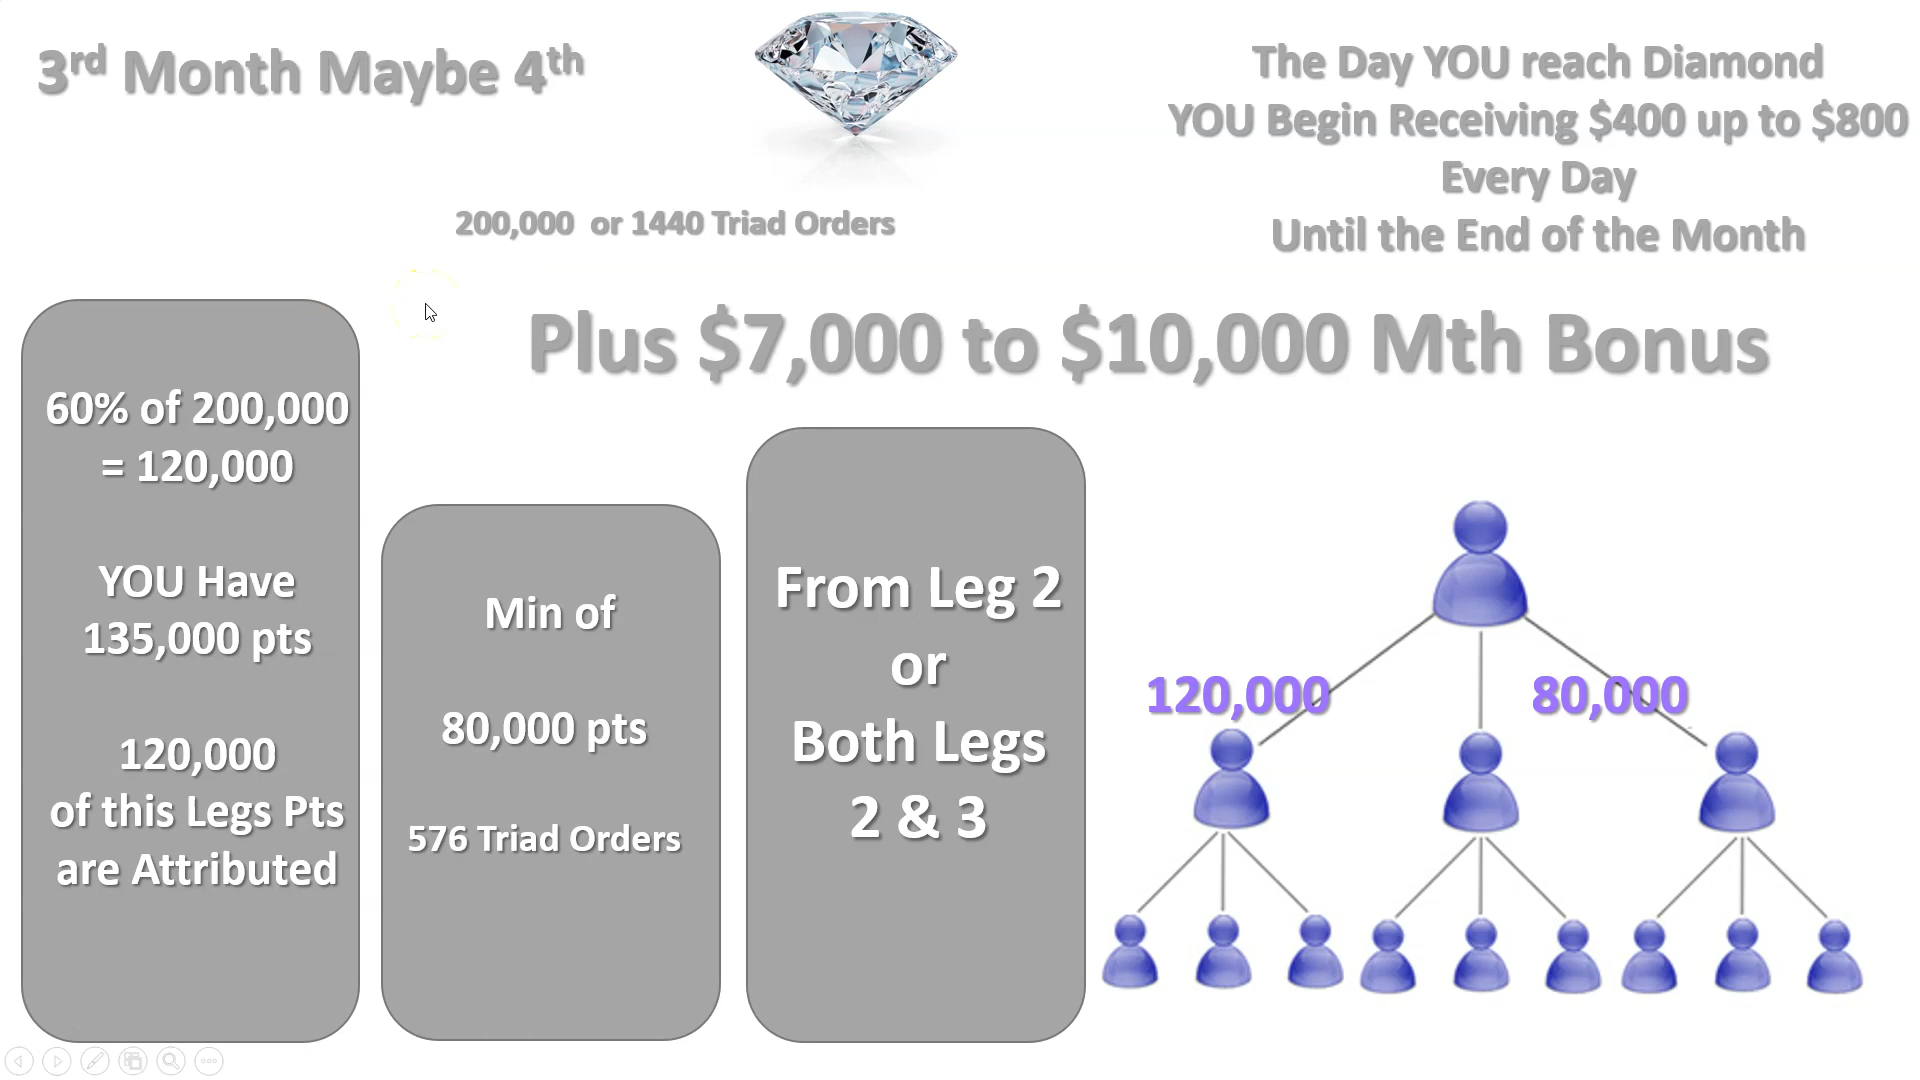 3rd Month Maybe 4th
The Day YOU reach Diamond
YOU Begin Receiving $400 up to $800
Every Day
Until the End of the Month
200,000 or 1440 Triad Orders
Plus $7,000 to $10,000 Mth Bonus
60% of 200,000
= 120,000
YOU Have
135,000 pts
120,000
of this Legs Pts
are Attributed
Min of
80,000 pts
576 Triad Orders
From Leg 2
or
Both Legs
2 & 3
120,000
80,000